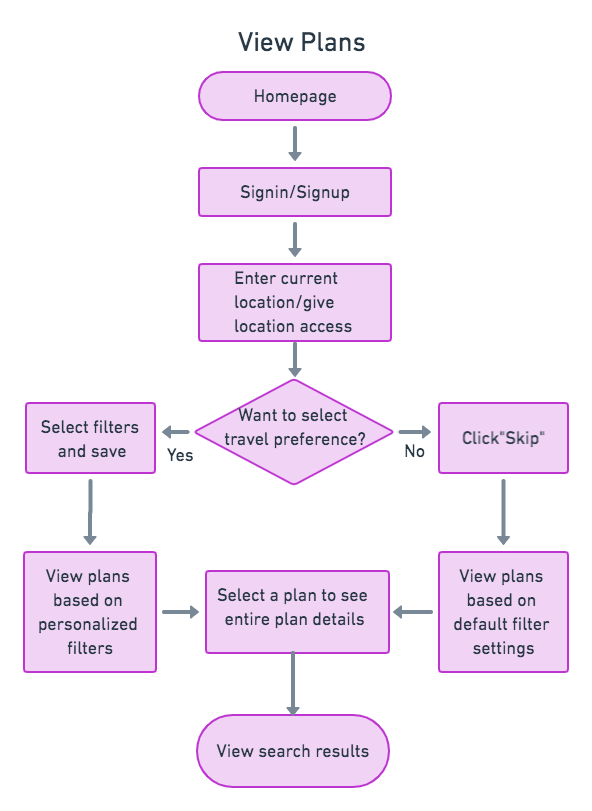 View Plans
Homepage
Signin/Signup
Enter current
location/give
location access
Want to select
travel preference?
Select filters
and save
Yes
No
Click"Skip"
View plans
based on
personalized
filters
Select a plan to see
entire plan details
View plans
based on
default filter
settings
View search results